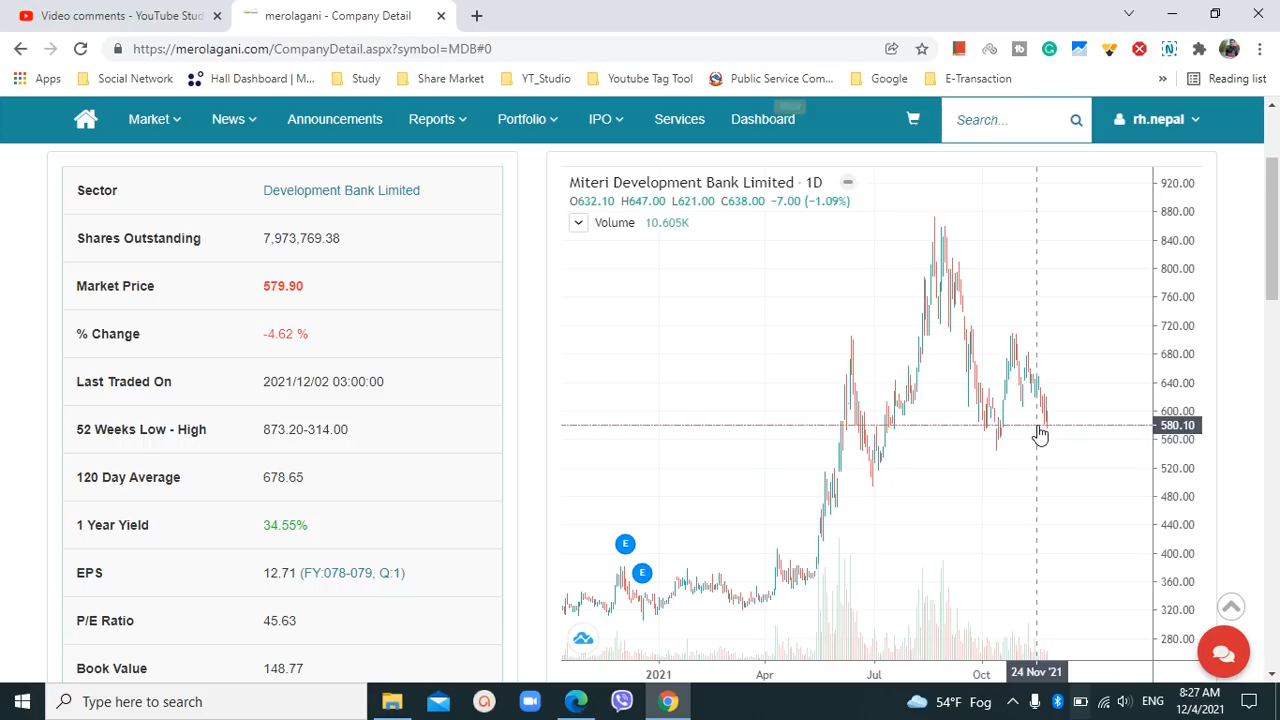 Video comments - YouTube Stud
merolagani - Company Detail
https://merolagani.com/CompanyDetail.aspx?symbol=MDB#0
Apps Social Network Hall Dashboard | M... Study Share Market YT_Studio Youtube Tag Tool Public Service Com... Google E-Transaction » Reading list
Market News Announcements Reports Portfolio IPO Services Dashboard Search... rh.nepal
Sector Development Bank Limited
Shares Outstanding 7,973,769.38
Market Price 579.90
% Change -4.62 %
Last Traded On 2021/12/02 03:00:00
52 Weeks Low - High 873.20-314.00
120 Day Average 678.65
1 Year Yield 34.55%
EPS 12.71 (FY:078-079, Q:1)
P/E Ratio 45.63
Book Value 148.77
Miteri Development Bank Limited · 1D
O632.10 H647.00 L621.00 C638.00 −7.00 (−1.09%)
Volume 10.605K
E
E
920.00
880.00
840.00
800.00
760.00
720.00
680.00
640.00
600.00
580.10
560.00
520.00
480.00
440.00
400.00
360.00
320.00
280.00
2021 Apr Jul Oct 24 Nov '21
Type here to search
54°F Fog
ENG
8:27 AM
12/4/2021